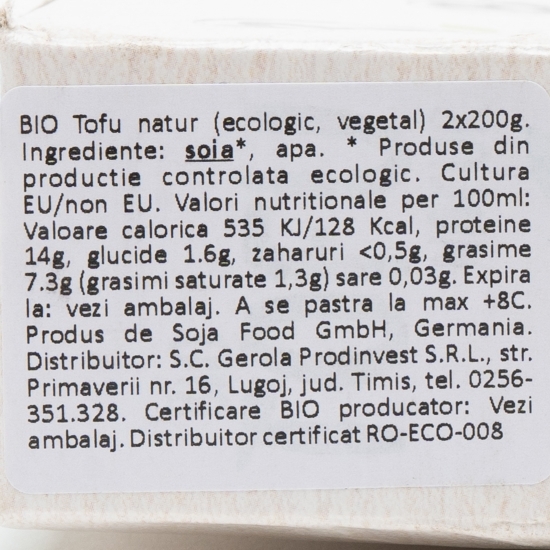 BIO Tofu natur (ecologic, vegetal) 2x200g.
Ingrediente: soia*, apa. * Produse din
productie controlata ecologic. Cultura
EU/non EU. Valori nutritionale per 100ml:
Valoare calorica 535 KJ/128 Kcal, proteine
14g, glucide 1.6g, zaharuri <0,5g, grasime
7.3g (grasimi saturate 1,3g) sare 0,03g. Expira
la: vezi ambalaj. A se pastra la max +8C.
Produs de Soja Food GmbH, Germania.
Distribuitor: S.C. Gerola Prodinvest S.R.L., str.
Primaverii nr. 16, Lugoj, jud. Timis, tel. 0256-
351.328. Certificare BIO producator: Vezi
ambalaj. Distribuitor certificat RO-ECO-008